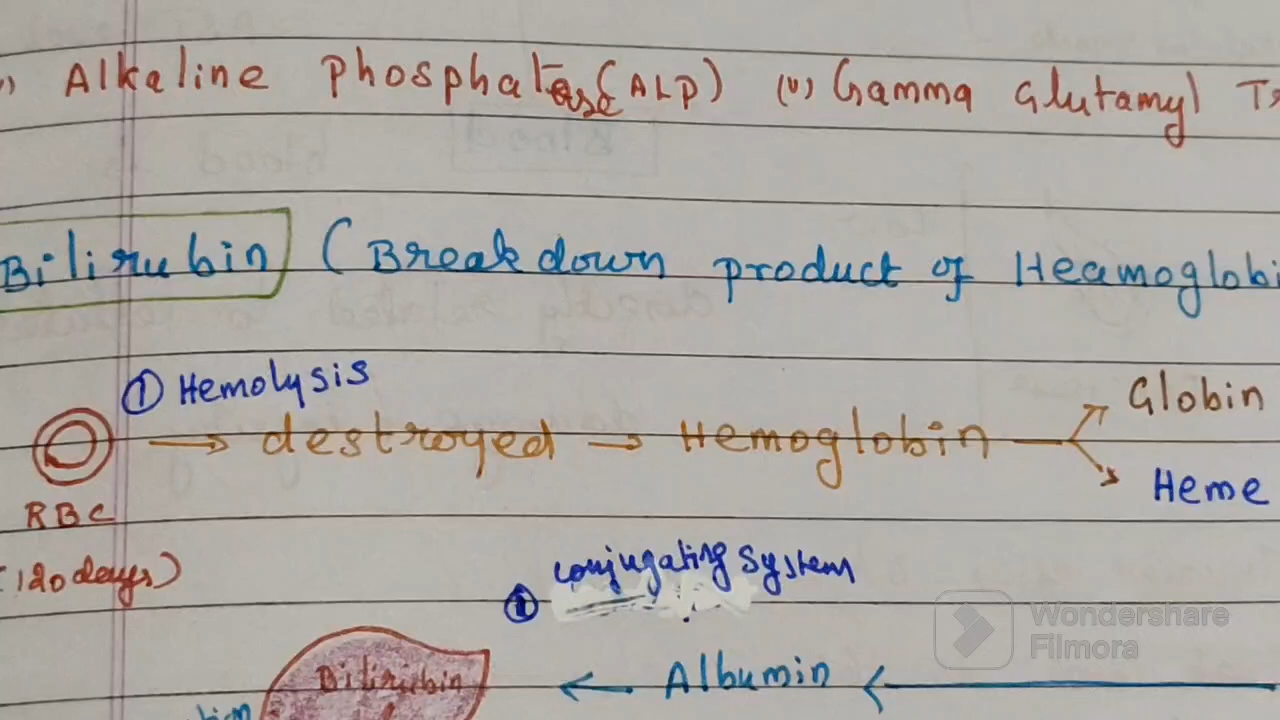 ) Alkaline phosphatase (ALP) (v) Gamma Glutamyl
Bilirubin (Breakdown product of Heamoglobi
① Hemolysis
Globin
→ destroyed → Hemoglobin
Heme
RBC
(120 days)
conjugating system
Wondershare
Filmora
Bilirubin ← Albumin ←